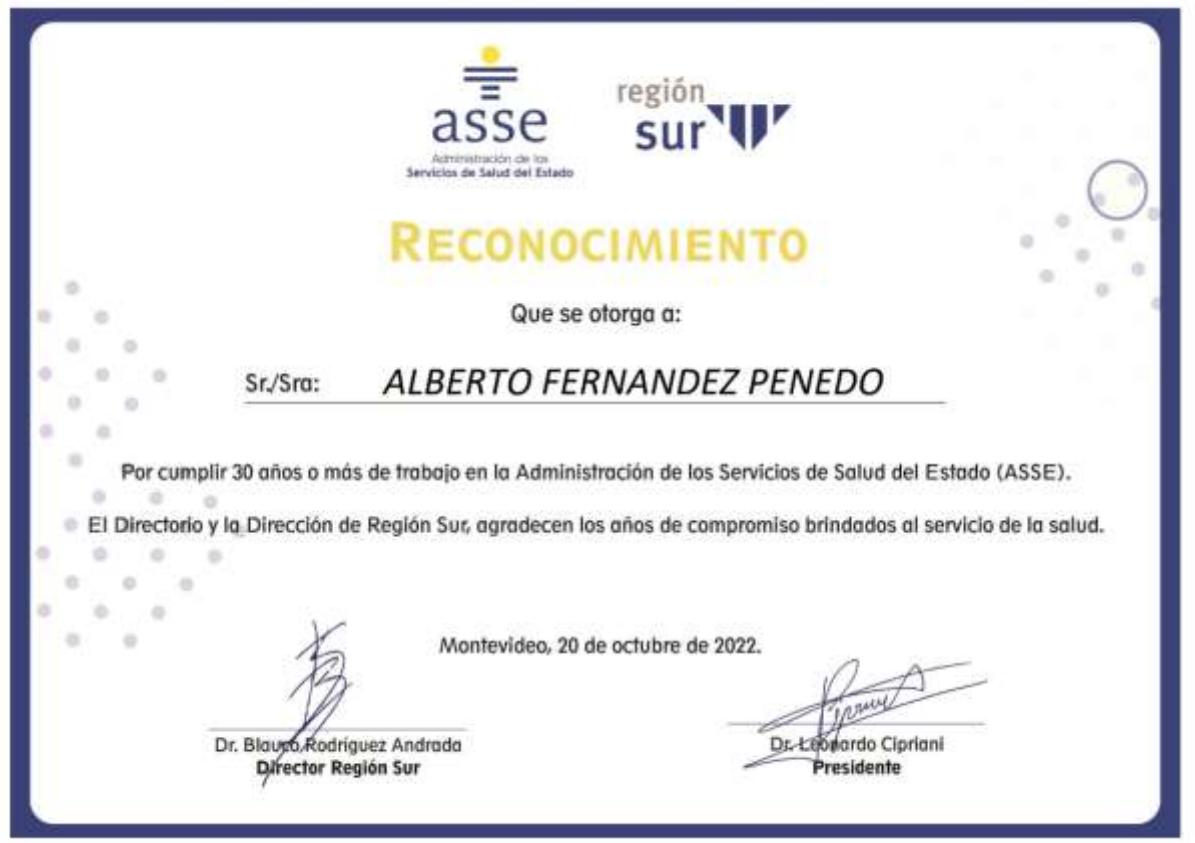 asse
Administración de los
Servicios de Salud del Estado
región
sur
RECONOCIMIENTO
Que se otorga a:
Sr./Sra: ALBERTO FERNANDEZ PENEDO
Por cumplir 30 años o más de trabajo en la Administración de los Servicios de Salud del Estado (ASSE).
El Directorio y la Dirección de Región Sur, agradecen los años de compromiso brindados al servicio de la salud.
Montevideo, 20 de octubre de 2022.
Dr. Blauco Rodríguez Andrada
Director Región Sur
Dr. Leonardo Cipriani
Presidente